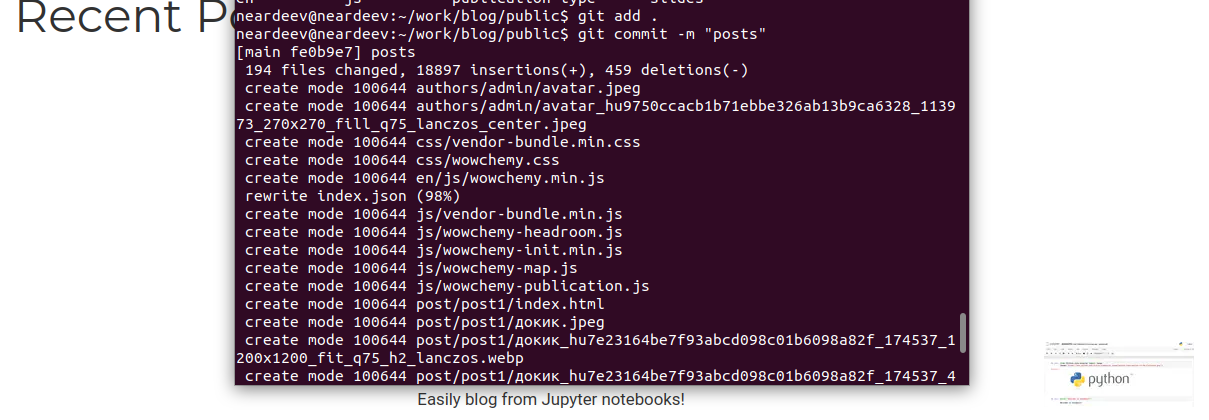 Recent Po
neardeev@neardeev:~/work/blog/public$ git add .
neardeev@neardeev:~/work/blog/public$ git commit -m "posts"
[main fe0b9e7] posts
 194 files changed, 18897 insertions(+), 459 deletions(-)
 create mode 100644 authors/admin/avatar.jpeg
 create mode 100644 authors/admin/avatar_hu9750ccacb1b71ebbe326ab13b9ca6328_1139
73_270x270_fill_q75_lanczos_center.jpeg
 create mode 100644 css/vendor-bundle.min.css
 create mode 100644 css/wowchemy.css
 create mode 100644 en/js/wowchemy.min.js
 rewrite index.json (98%)
 create mode 100644 js/vendor-bundle.min.js
 create mode 100644 js/wowchemy-headroom.js
 create mode 100644 js/wowchemy-init.min.js
 create mode 100644 js/wowchemy-map.js
 create mode 100644 js/wowchemy-publication.js
 create mode 100644 post/post1/index.html
 create mode 100644 post/post1/докик.jpeg
 create mode 100644 post/post1/докик_hu7e23164be7f93abcd098c01b6098a82f_174537_1
200x1200_fit_q75_h2_lanczos.webp
 create mode 100644 post/post1/докик_hu7e23164be7f93abcd098c01b6098a82f_174537_4
python
Easily blog from Jupyter notebooks!